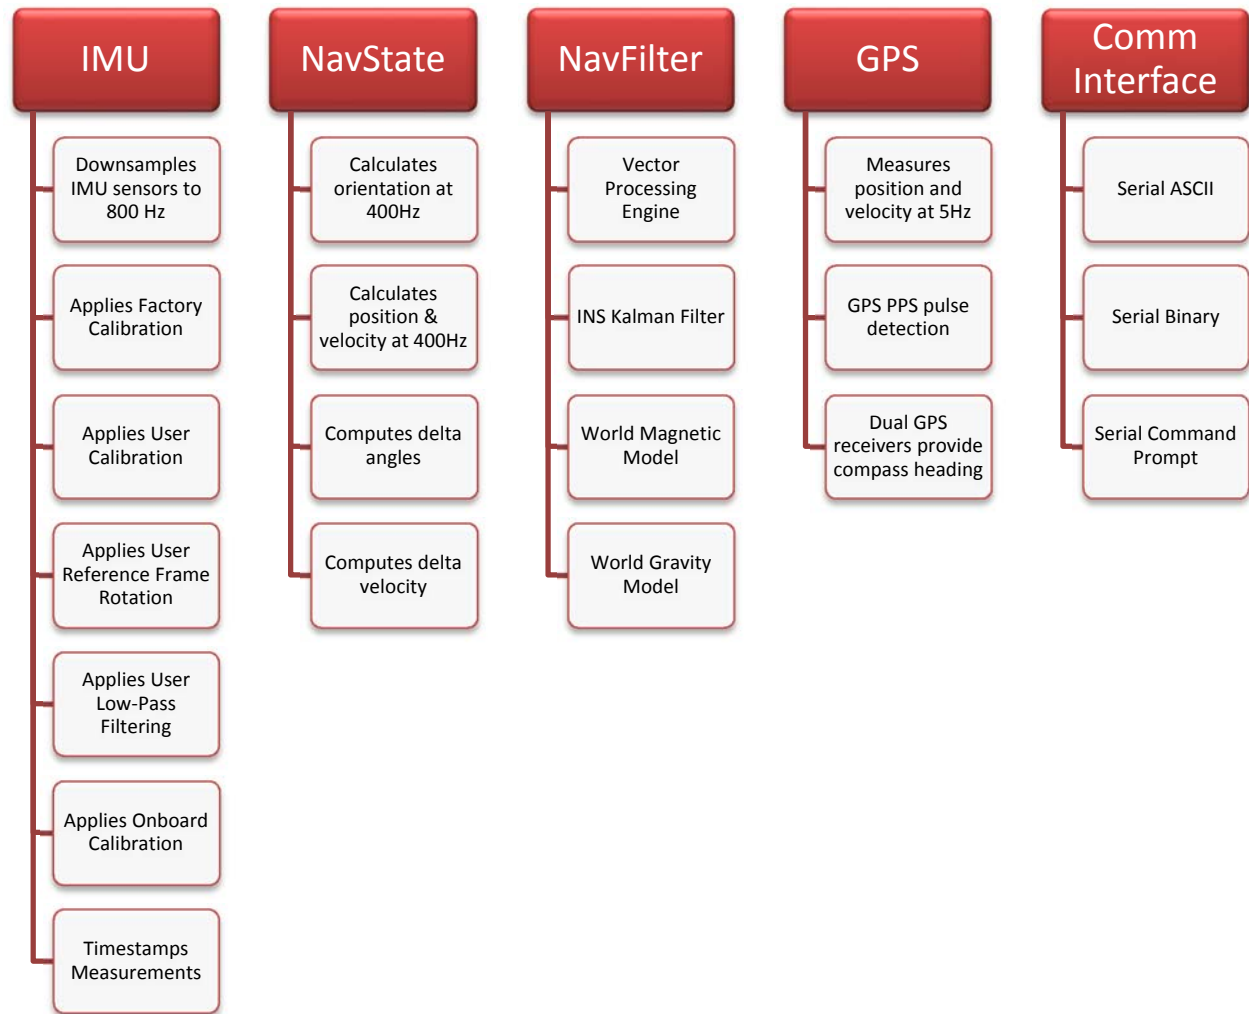 IMU
Downsamples
IMU sensors to
800 Hz
Applies Factory
Calibration
Applies User
Calibration
Applies User
Reference Frame
Rotation
Applies User
Low-Pass
Filtering
Applies Onboard
Calibration
Timestamps
Measurements
NavState
Calculates
orientation at
400Hz
Calculates
position &
velocity at 400Hz
Computes delta
angles
Computes delta
velocity
NavFilter
Vector
Processing
Engine
INS Kalman Filter
World Magnetic
Model
World Gravity
Model
GPS
Measures
position and
velocity at 5Hz
GPS PPS pulse
detection
Dual GPS
receivers provide
compass heading
Comm
Interface
Serial ASCII
Serial Binary
Serial Command
Prompt